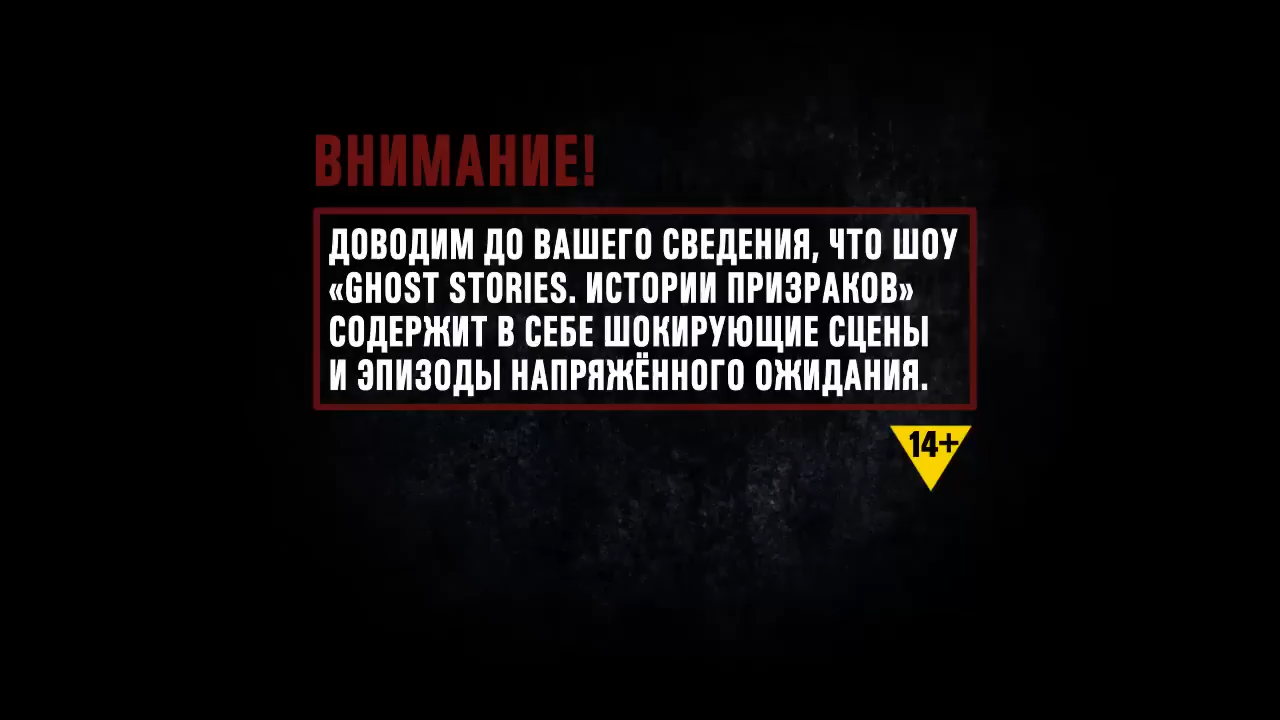 ВНИМАНИЕ!
ДОВОДИМ ДО ВАШЕГО СВЕДЕНИЯ, ЧТО ШОУ
«GHOST STORIES. ИСТОРИИ ПРИЗРАКОВ»
СОДЕРЖИТ В СЕБЕ ШОКИРУЮЩИЕ СЦЕНЫ
И ЭПИЗОДЫ НАПРЯЖЁННОГО ОЖИДАНИЯ.
14+